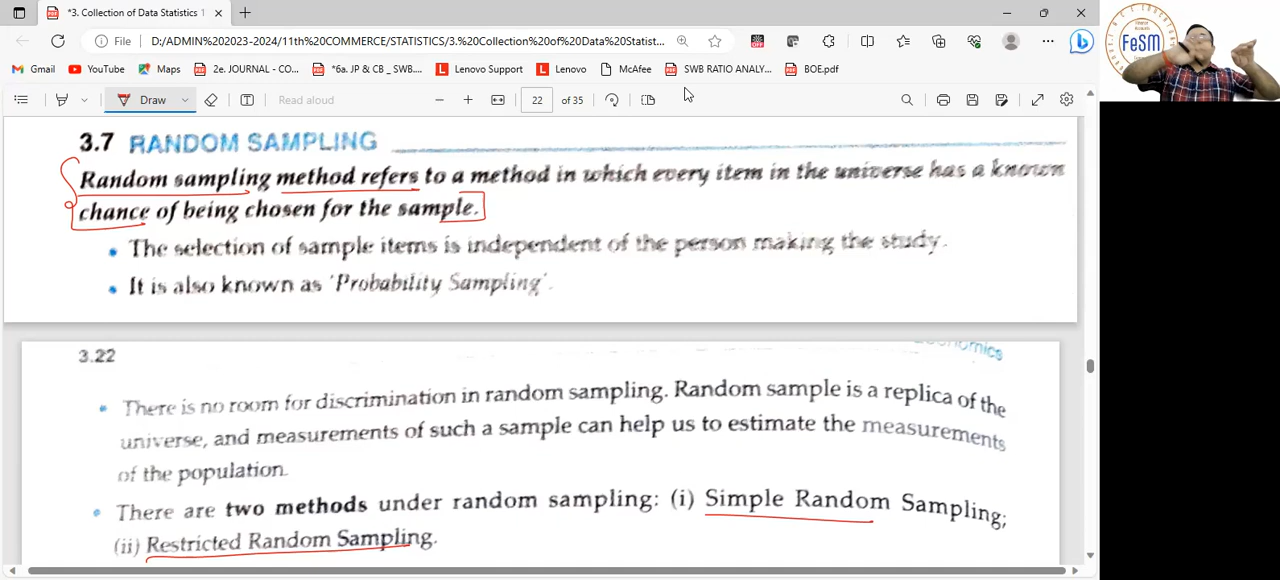 *3. Collection of Data Statistics 1
File D:/ADMIN%202023-2024/11th%20COMMERCE/STATISTICS/3.%20Collection%20of%20Data%20Statist...
Gmail YouTube Maps 2e. JOURNAL - CO... *6a. JP & CB _ SWB.... Lenovo Support Lenovo McAfee SWB RATIO ANALY... BOE.pdf
Draw Read aloud 22 of 35
FeSM
3.7 RANDOM SAMPLING
Random sampling method refers to a method in which every item in the universe has a known
chance of being chosen for the sample.
• The selection of sample items is independent of the person making the study.
• It is also known as 'Probability Sampling'.
3.22
• There is no room for discrimination in random sampling. Random sample is a replica of the
universe, and measurements of such a sample can help us to estimate the measurements
of the population.
• There are two methods under random sampling: (i) Simple Random Sampling;
(ii) Restricted Random Sampling.